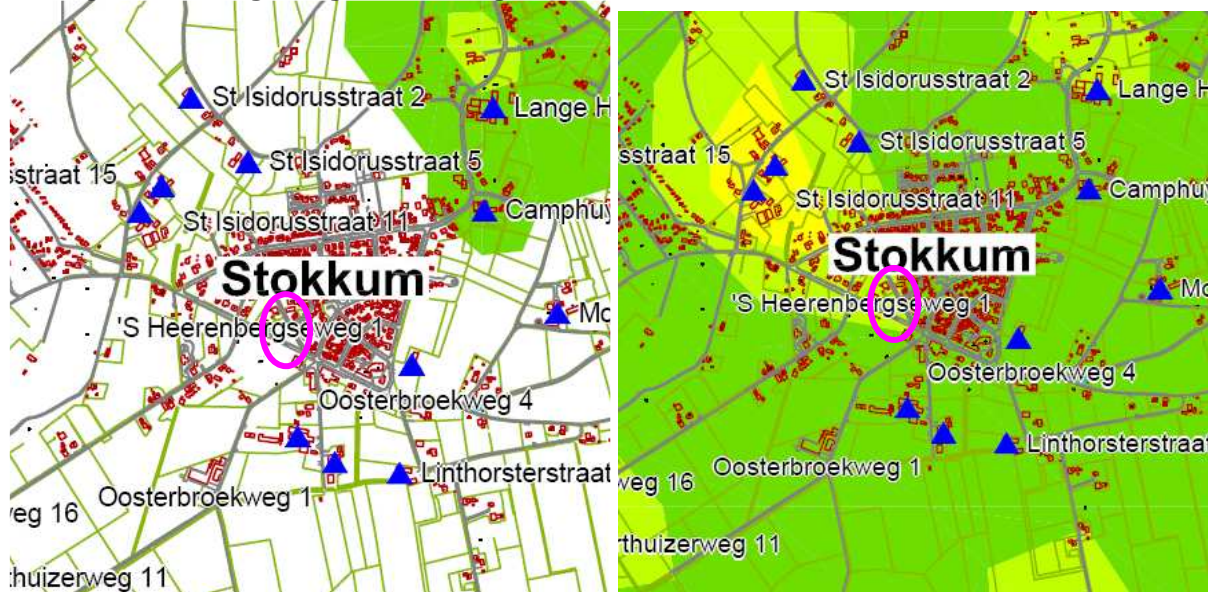 St Isidorusstraat 2
Lange H
St Isidorusstraat 5
sstraat 15
St Isidorusstraat 11
Camphuy
Stokkum
'S Heerenbergseweg 1
Mo
Oosterbroekweg 4
Linthorsterstraat
Oosterbroekweg 1
veg 16
thuizerweg 11
St Isidorusstraat 2
Lange H
St Isidorusstraat 5
sstraat 15
St Isidorusstraat 11
Camphuy
Stokkum
'S Heerenbergseweg 1
Mo
Oosterbroekweg 4
Linthorsterstraat
Oosterbroekweg 1
weg 16
rthuizerweg 11